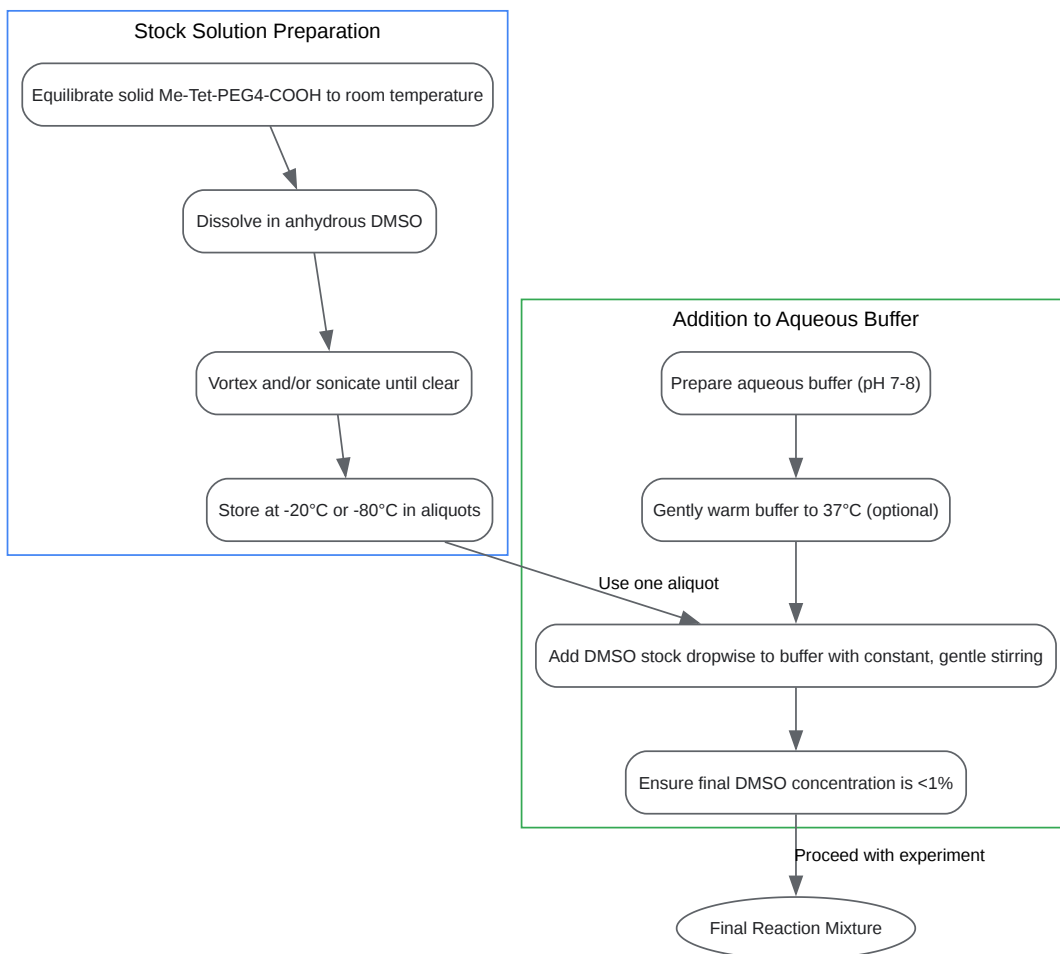 Stock Solution Preparation
Equilibrate solid Me-Tet-PEG4-COOH to room temperature
Dissolve in anhydrous DMSO
Vortex and/or sonicate until clear
Store at -20°C or -80°C in aliquots
Use one aliquot
Addition to Aqueous Buffer
Prepare aqueous buffer (pH 7-8)
Gently warm buffer to 37°C (optional)
Add DMSO stock dropwise to buffer with constant, gentle stirring
Ensure final DMSO concentration is <1%
Proceed with experiment
Final Reaction Mixture